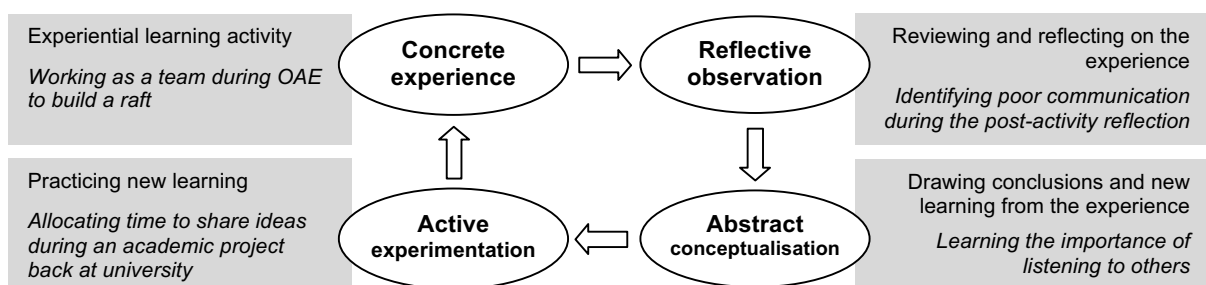 Experiential learning activity
Working as a team during OAE
to build a raft
Concrete
experience
Reflective
observation
Reviewing and reflecting on the
experience
Identifying poor communication
during the post-activity reflection
Practicing new learning
Allocating time to share ideas
during an academic project
back at university
Active
experimentation
Abstract
conceptualisation
Drawing conclusions and new
learning from the experience
Learning the importance of
listening to others